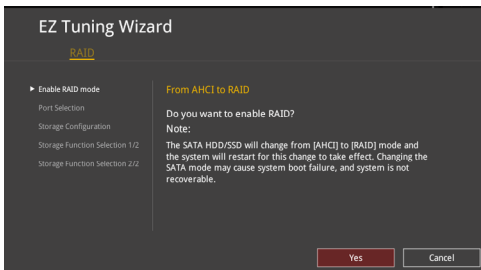 EZ Tuning Wizard
RAID
Enable RAID mode
Port Selection
Storage Configuration
Storage Function Selection 1/2
Storage Function Selection 2/2
From AHCI to RAID
Do you want to enable RAID?
Note:
The SATA HDD/SSD will change from [AHCI] to [RAID] mode and
the system will restart for this change to take effect. Changing the
SATA mode may cause system boot failure, and system is not
recoverable.
Yes
Cancel